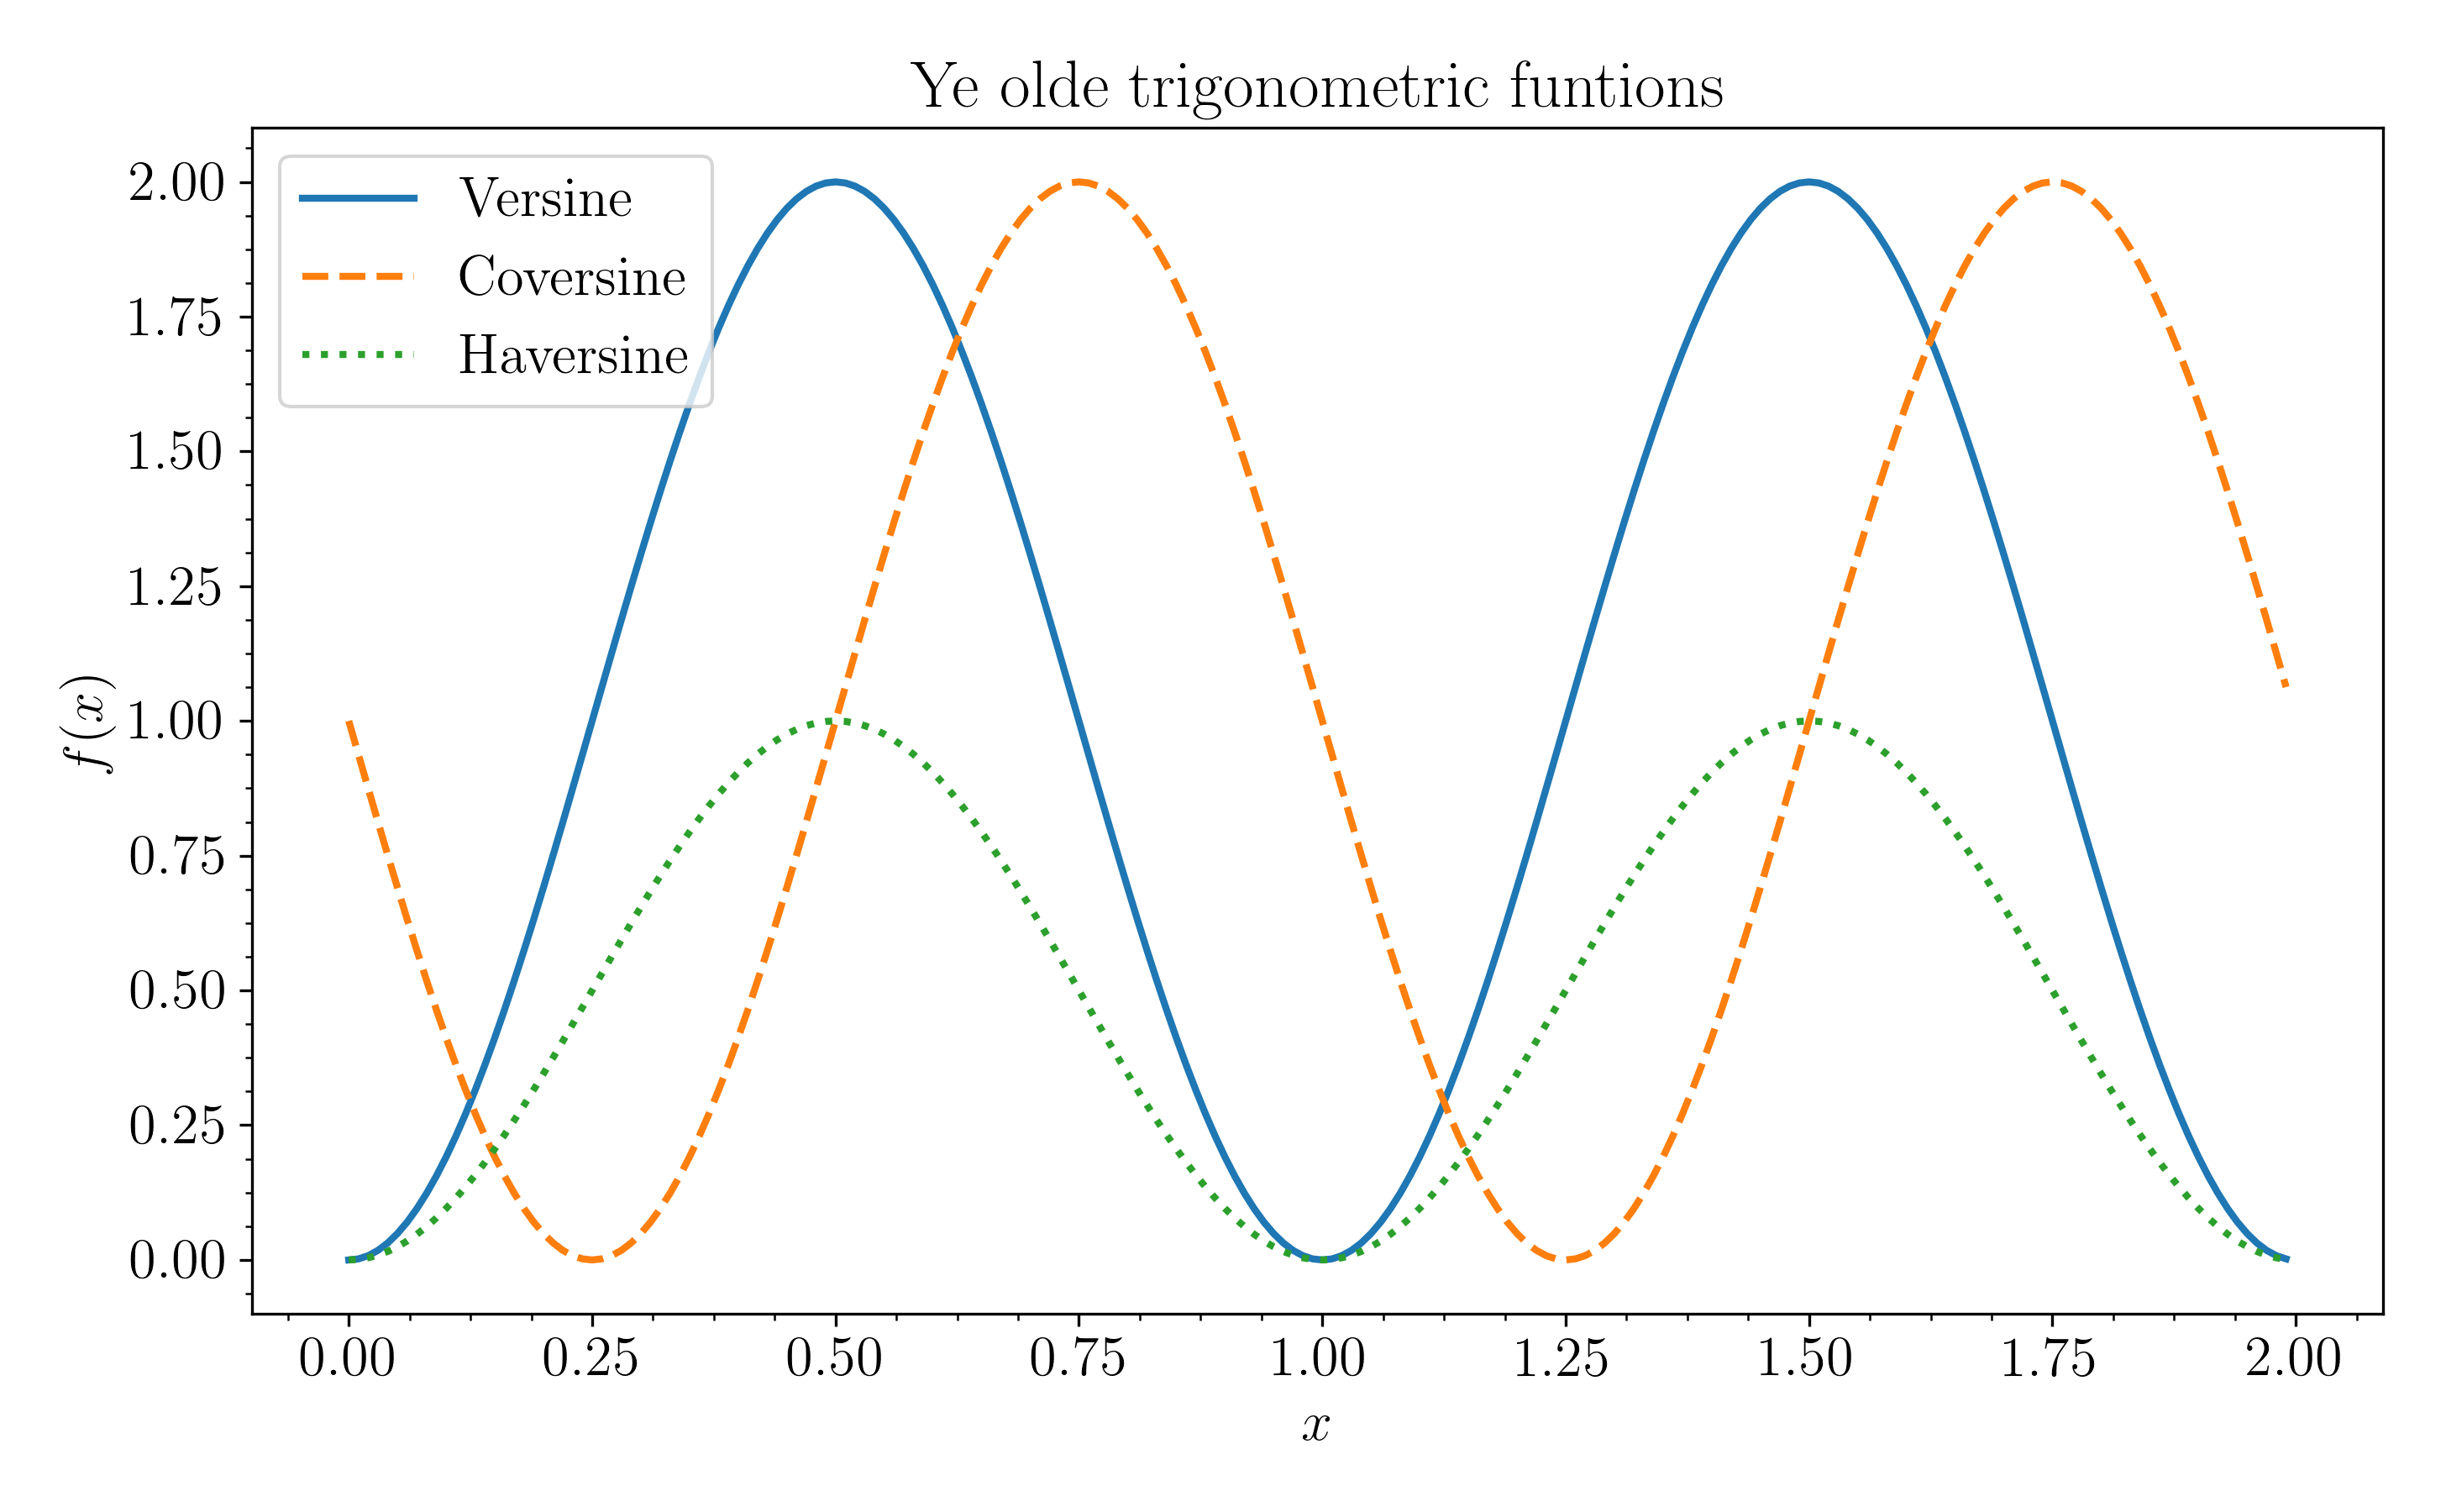 Ye olde trigonometric funtions
Versine
Coversine
Haversine
2.00
1.75
1.50
1.25
1.00
0.75
0.50
0.25
0.00
f(x)
0.00 0.25 0.50 0.75 1.00 1.25 1.50 1.75 2.00
x